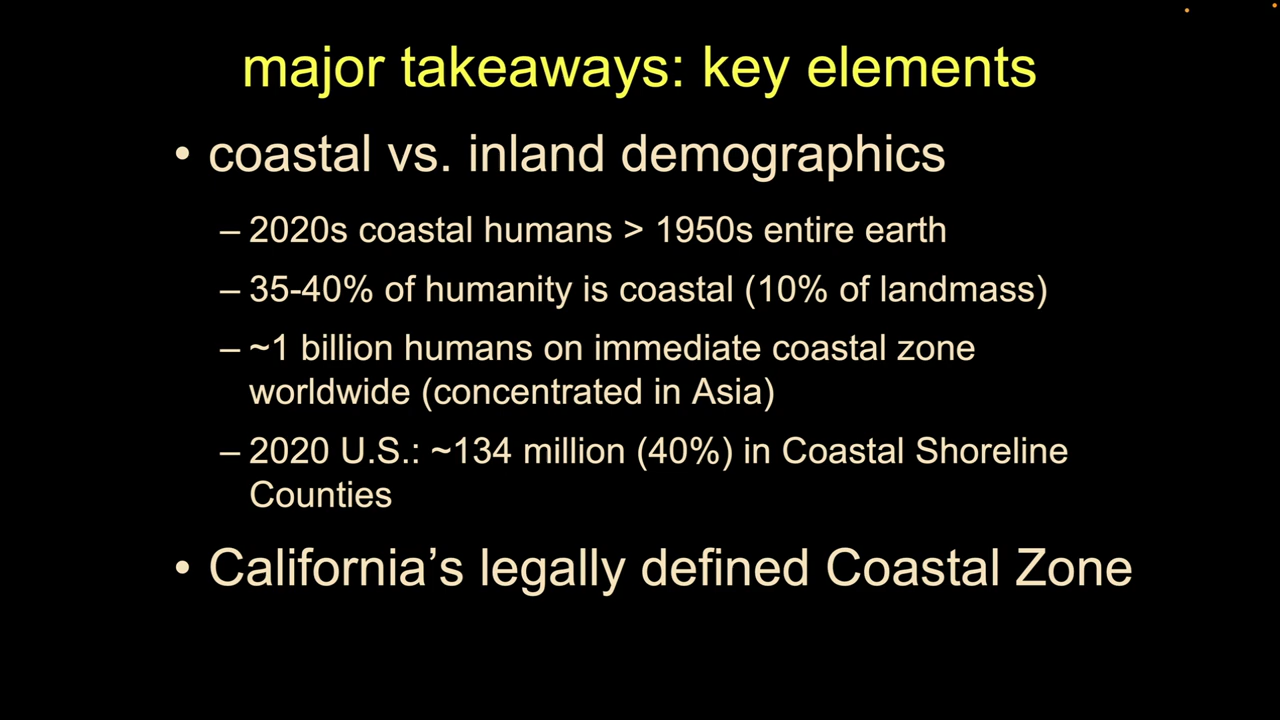 major takeaways: key elements
• coastal vs. inland demographics
– 2020s coastal humans > 1950s entire earth
– 35-40% of humanity is coastal (10% of landmass)
– ~1 billion humans on immediate coastal zone
worldwide (concentrated in Asia)
– 2020 U.S.: ~134 million (40%) in Coastal Shoreline
Counties
• California’s legally defined Coastal Zone